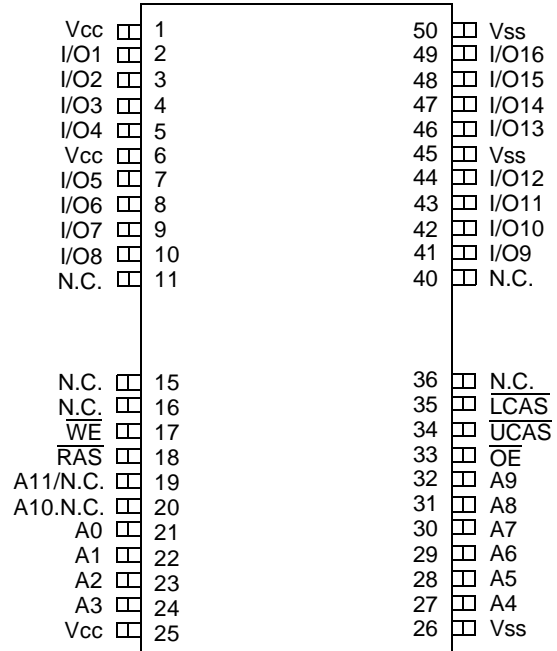 Vcc 1 50 Vss
I/O1 2 49 I/O16
I/O2 3 48 I/O15
I/O3 4 47 I/O14
I/O4 5 46 I/O13
Vcc 6 45 Vss
I/O5 7 44 I/O12
I/O6 8 43 I/O11
I/O7 9 42 I/O10
I/O8 10 41 I/O9
N.C. 11 40 N.C.
N.C. 15 36 N.C.
N.C. 16 35 LCAS
WE 17 34 UCAS
RAS 18 33 OE
A11/N.C. 19 32 A9
A10.N.C. 20 31 A8
A0 21 30 A7
A1 22 29 A6
A2 23 28 A5
A3 24 27 A4
Vcc 25 26 Vss